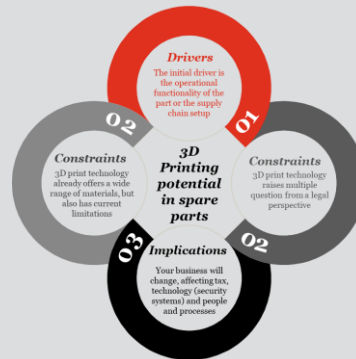 Drivers
The initial driver is
the operational
functionality of the
part or the supply
chain setup
01
02
Constraints
3D print technology
already offers a wide
range of materials, but
also has current
limitations
3D
Printing
potential
in spare
parts
Constraints
3D print technology
raises multiple
question from a legal
perspective
02
03
Implications
Your business will
change, affecting tax,
technology (security
systems) and people
and processes